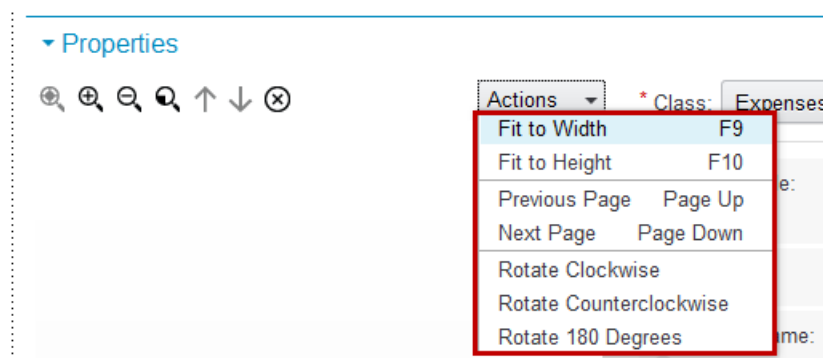 Properties
Actions * Class: Expenses
Fit to Width F9
Fit to Height F10
e:
Previous Page Page Up
Next Page Page Down
Rotate Clockwise
Rotate Counterclockwise
Rotate 180 Degrees ame: